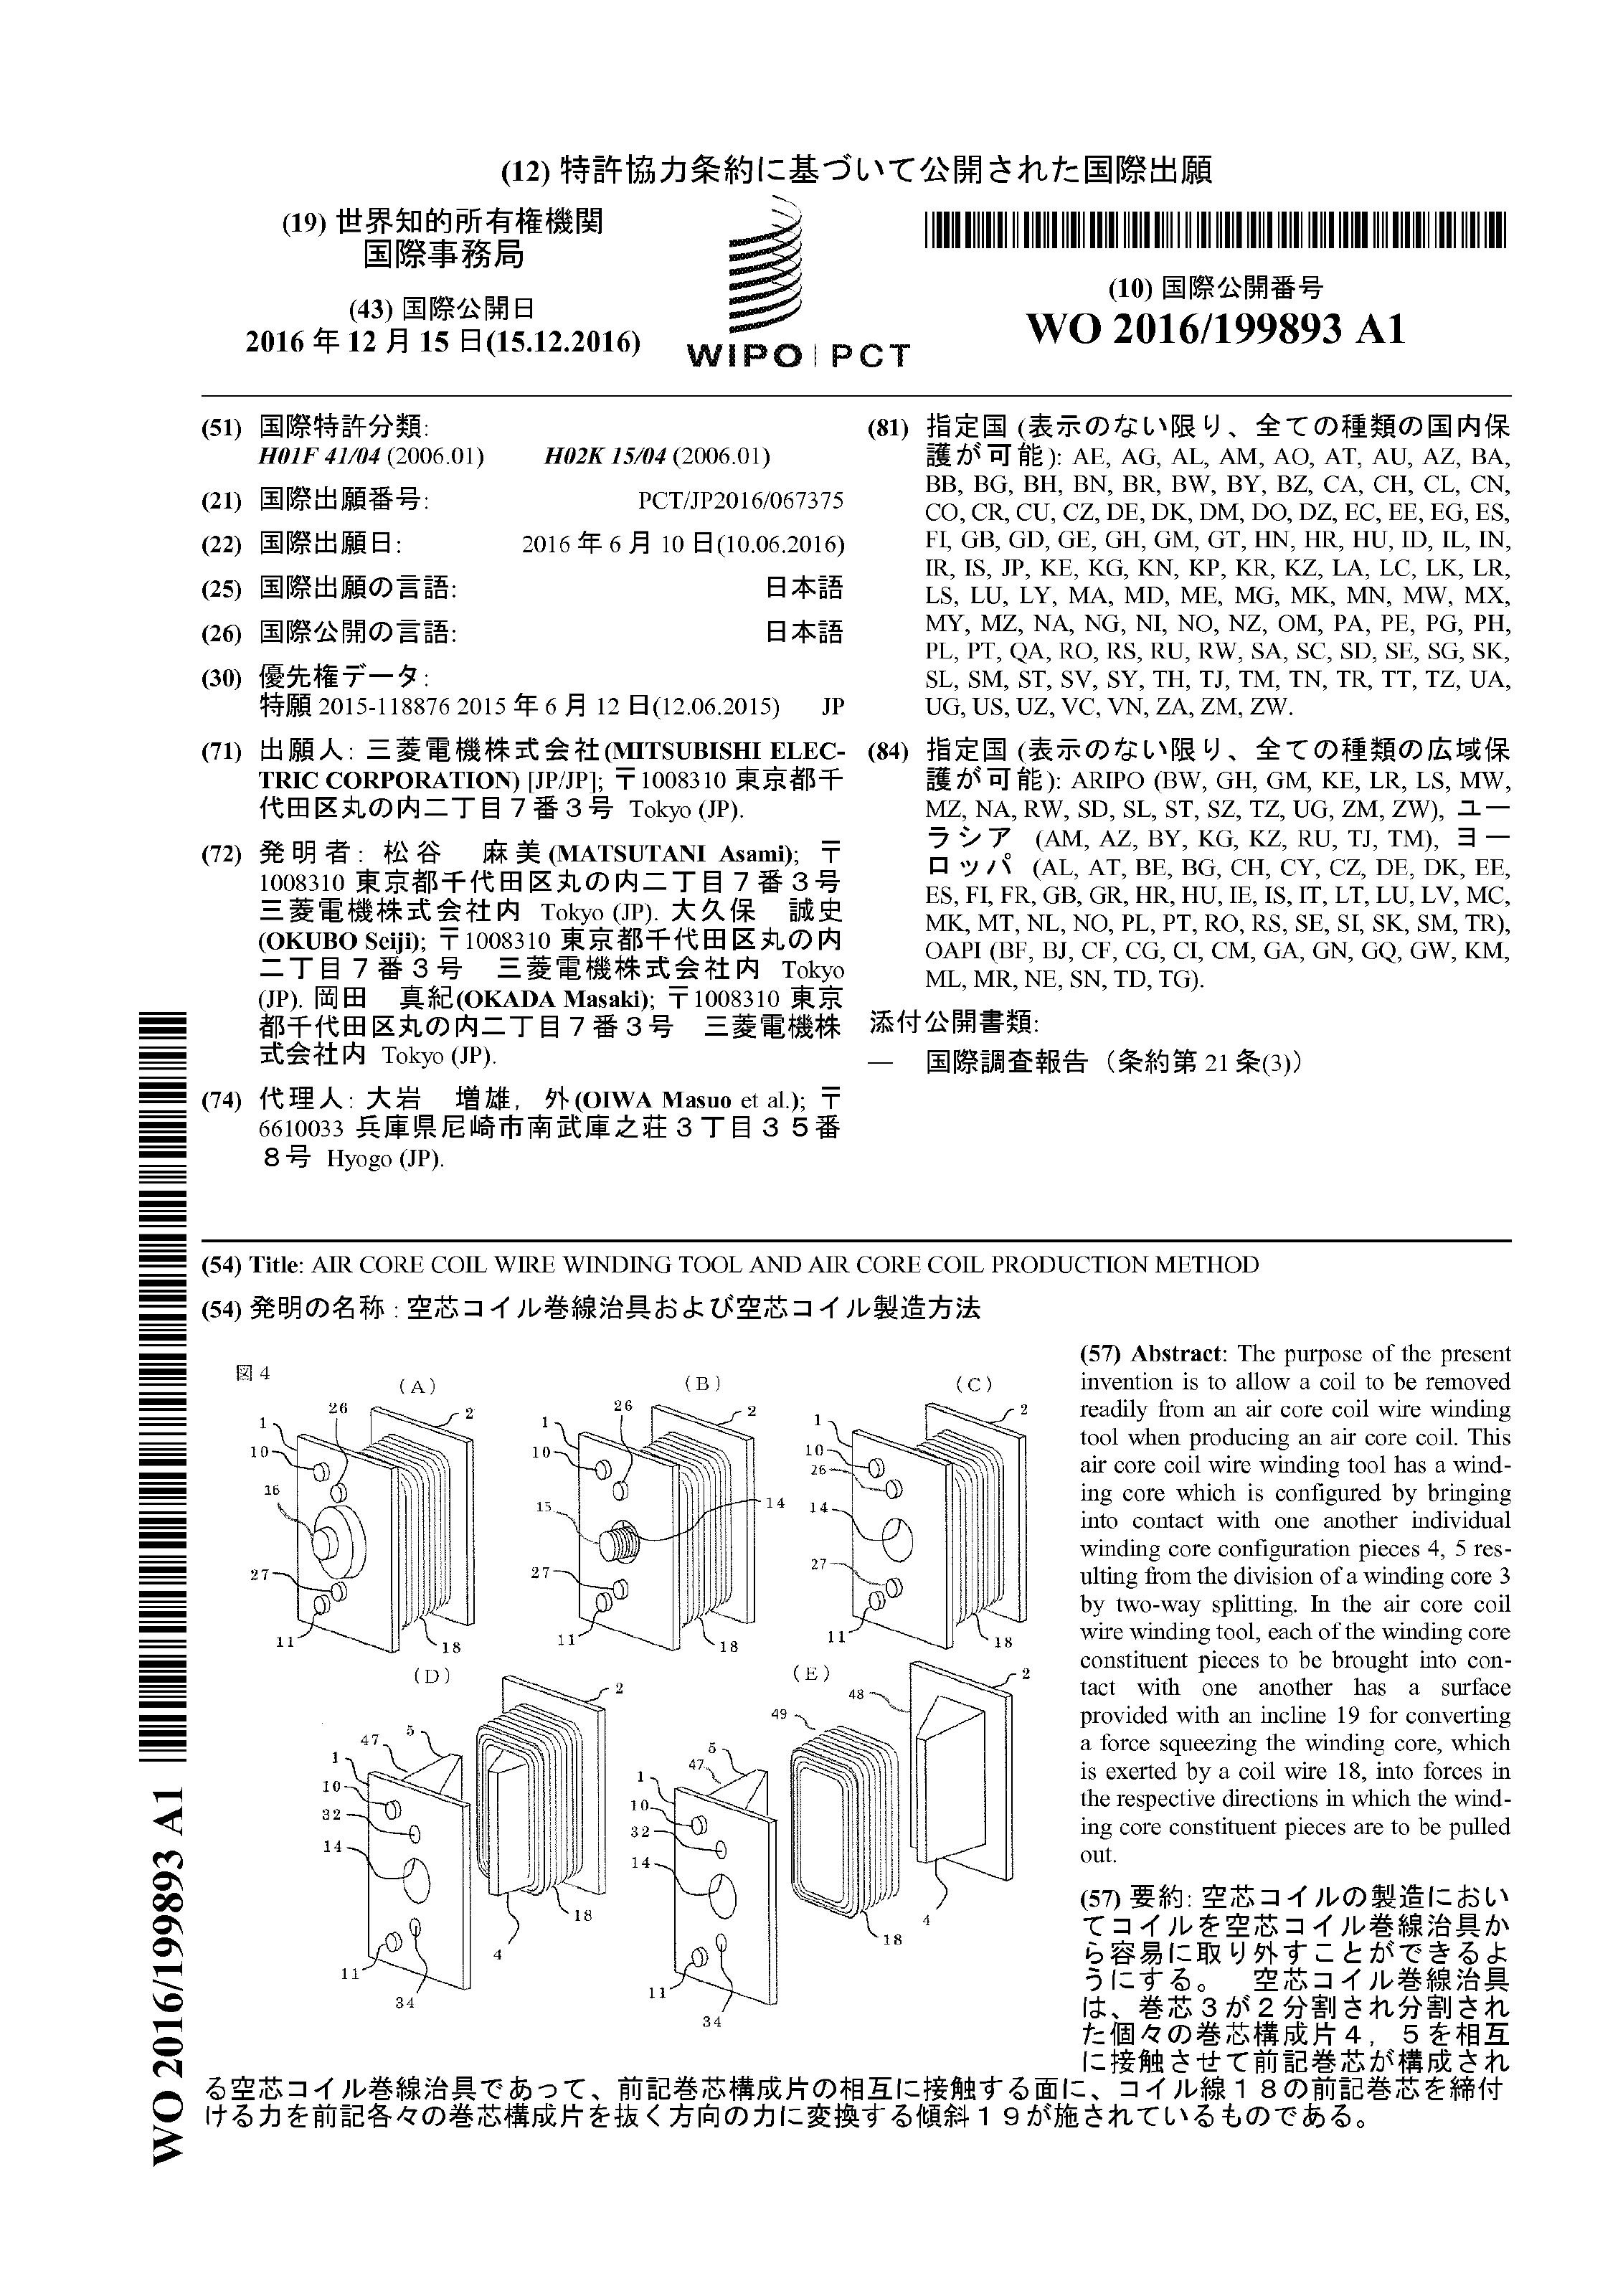 (12) 特許協力条約に基づいて公開された国際出願
(19) 世界知的所有権機関
国際事務局
(43) 国際公開日
2016 年 12 月 15 日(15.12.2016)
WIPO | PCT
(10) 国際公開番号
WO 2016/199893 A1
(51) 国際特許分類:
H01F 41/04 (2006.01) H02K 15/04 (2006.01)
(21) 国際出願番号: PCT/JP2016/067375
(22) 国際出願日: 2016 年 6 月 10 日(10.06.2016)
(25) 国際出願の言語: 日本語
(26) 国際公開の言語: 日本語
(30) 優先権データ:
特願 2015-118876 2015 年 6 月 12 日(12.06.2015) JP
(71) 出願人: 三菱電機株式会社(MITSUBISHI ELEC-
TRIC CORPORATION) [JP/JP]; 〒1008310 東京都千
代田区丸の内二丁目7番3号 Tokyo (JP).
(72) 発明者: 松谷 麻美(MATSUTANI Asami); 〒
1008310 東京都千代田区丸の内二丁目7番3号
三菱電機株式会社内 Tokyo (JP). 大久保 誠史
(OKUBO Seiji); 〒1008310 東京都千代田区丸の内
二丁目7番3号 三菱電機株式会社内 Tokyo
(JP). 岡田 真紀(OKADA Masaki); 〒1008310 東京
都千代田区丸の内二丁目7番3号 三菱電機株
式会社内 Tokyo (JP).
(74) 代理人: 大岩 増雄, 外(OIWA Masuo et al.); 〒
6610033 兵庫県尼崎市南武庫之荘3丁目35番
8号 Hyogo (JP).
(81) 指定国 (表示のない限り、全ての種類の国内保
護が可能): AE, AG, AL, AM, AO, AT, AU, AZ, BA,
BB, BG, BH, BN, BR, BW, BY, BZ, CA, CH, CL, CN,
CO, CR, CU, CZ, DE, DK, DM, DO, DZ, EC, EE, EG, ES,
FI, GB, GD, GE, GH, GM, GT, HN, HR, HU, ID, IL, IN,
IR, IS, JP, KE, KG, KN, KP, KR, KZ, LA, LC, LK, LR,
LS, LU, LY, MA, MD, ME, MG, MK, MN, MW, MX,
MY, MZ, NA, NG, NI, NO, NZ, OM, PA, PE, PG, PH,
PL, PT, QA, RO, RS, RU, RW, SA, SC, SD, SE, SG, SK,
SL, SM, ST, SV, SY, TH, TJ, TM, TN, TR, TT, TZ, UA,
UG, US, UZ, VC, VN, ZA, ZM, ZW.
(84) 指定国 (表示のない限り、全ての種類の広域保
護が可能): ARIPO (BW, GH, GM, KE, LR, LS, MW,
MZ, NA, RW, SD, SL, ST, SZ, TZ, UG, ZM, ZW), ユー
ラシア (AM, AZ, BY, KG, KZ, RU, TJ, TM), ヨー
ロッパ (AL, AT, BE, BG, CH, CY, CZ, DE, DK, EE,
ES, FI, FR, GB, GR, HR, HU, IE, IS, IT, LT, LU, LV, MC,
MK, MT, NL, NO, PL, PT, RO, RS, SE, SI, SK, SM, TR),
OAPI (BF, BJ, CF, CG, CI, CM, GA, GN, GQ, GW, KM,
ML, MR, NE, SN, TD, TG).
添付公開書類:
— 国際調査報告 (条約第 21 条(3))
(54) Title: AIR CORE COIL WIRE WINDING TOOL AND AIR CORE COIL PRODUCTION METHOD
(54) 発明の名称 : 空芯コイル巻線治具および空芯コイル製造方法
図4
(A)
1
26
2
10
16
27
11
18
(B)
1
26
2
10
15
14
27
11
18
(C)
1
2
10
26
14
27
11
18
(D)
2
5
47
1
10
32
14
18
4
11
34
(E)
2
48
49
5
47
1
10
32
14
4
18
11
34
(57) Abstract: The purpose of the present
invention is to allow a coil to be removed
readily from an air core coil wire winding
tool when producing an air core coil. This
air core coil wire winding tool has a wind-
ing core which is configured by bringing
into contact with one another individual
winding core configuration pieces 4, 5 res-
ulting from the division of a winding core 3
by two-way splitting. In the air core coil
wire winding tool, each of the winding core
constituent pieces to be brought into con-
tact with one another has a surface
provided with an incline 19 for converting
a force squeezing the winding core, which
is exerted by a coil wire 18, into forces in
the respective directions in which the wind-
ing core constituent pieces are to be pulled
out.
(57) 要約: 空芯コイルの製造におい
てコイルを空芯コイル巻線治具か
ら容易に取り外すことができるよ
うにする。 空芯コイル巻線治具
は、巻芯3が2分割され分割され
た個々の巻芯構成片4, 5を相互
に接触させて前記巻芯が構成され
る空芯コイル巻線治具であって、前記巻芯構成片の相互に接触する面に、コイル線18の前記巻芯を締付
ける力を前記各々の巻芯構成片を抜く方向の力に変換する傾斜19が施されているものである。
WO 2016/199893 A1